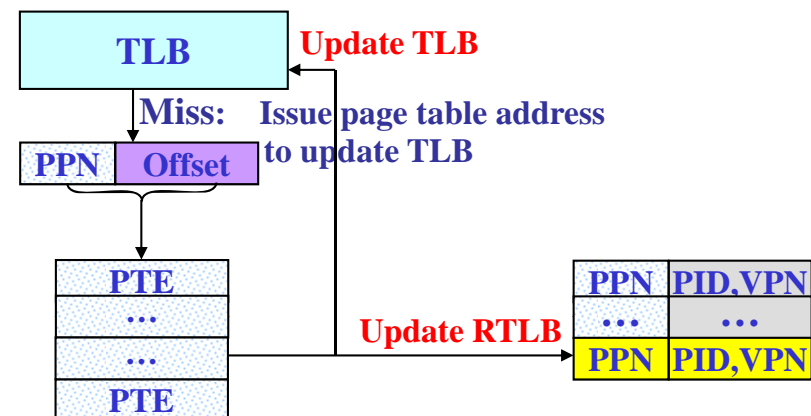 TLB
Update TLB
Miss: Issue page table address
to update TLB
PPN Offset
PTE
...
...
PTE
Update RTLB
PPN PID,VPN
... ...
PPN PID,VPN